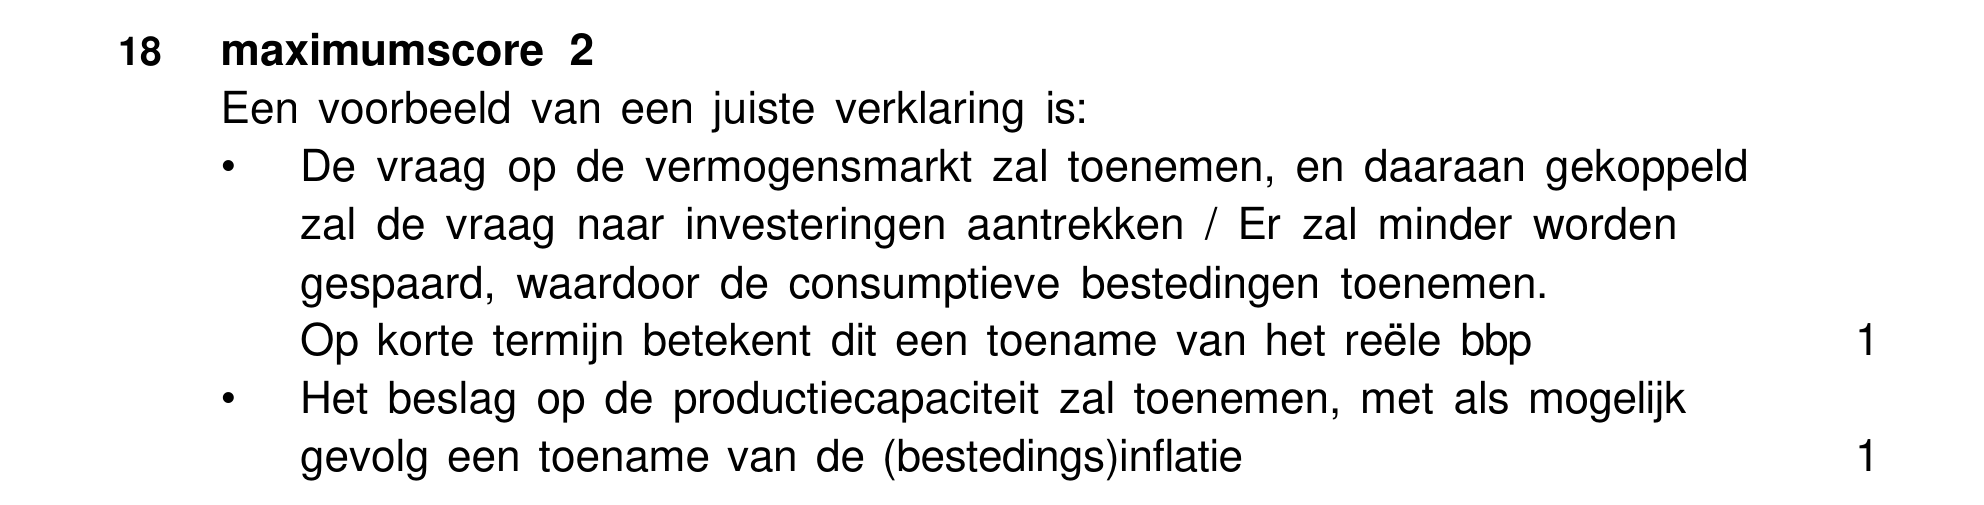 18 maximumscore 2
Een voorbeeld van een juiste verklaring is:
• De vraag op de vermogensmarkt zal toenemen, en daaraan gekoppeld
zal de vraag naar investeringen aantrekken / Er zal minder worden
gespaard, waardoor de consumptieve bestedingen toenemen.
Op korte termijn betekent dit een toename van het reële bbp 1
• Het beslag op de productiecapaciteit zal toenemen, met als mogelijk
gevolg een toename van de (bestedings)inflatie 1